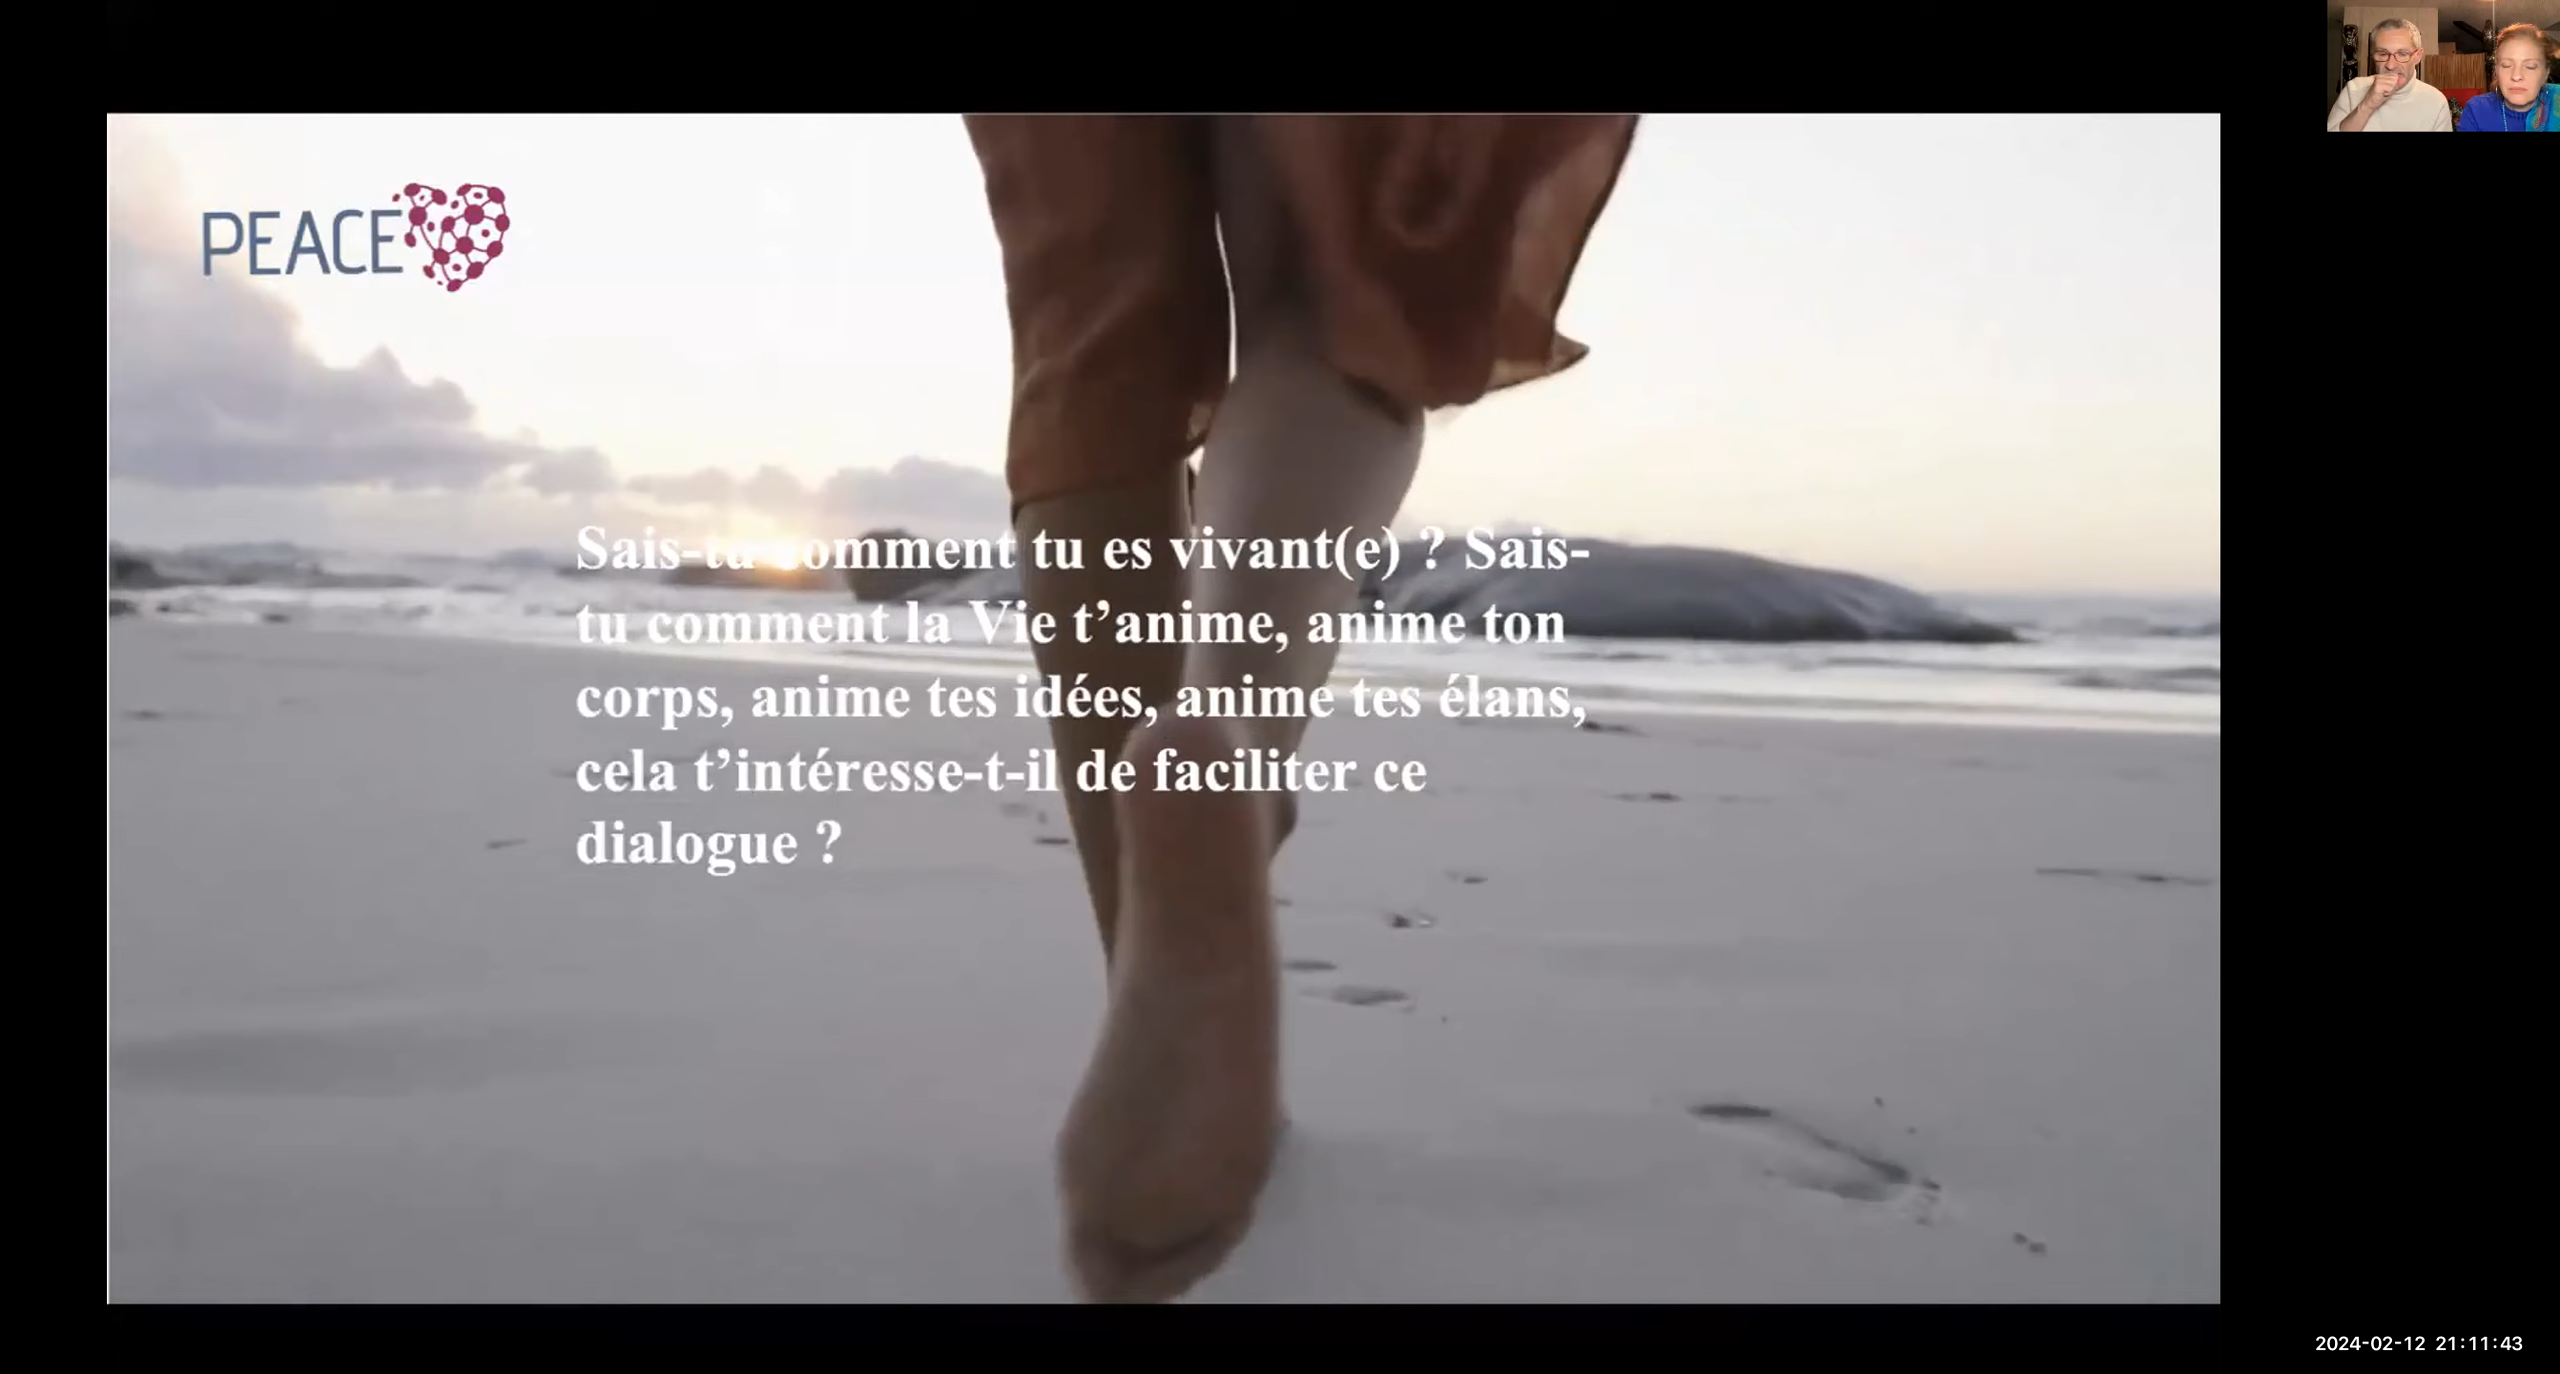 PEACE
Sais-tu comment tu es vivant(e) ? Sais-
tu comment la Vie t’anime, anime ton
corps, anime tes idées, anime tes élans,
cela t’intéresse-t-il de faciliter ce
dialogue ?
2024-02-12 21:11:43